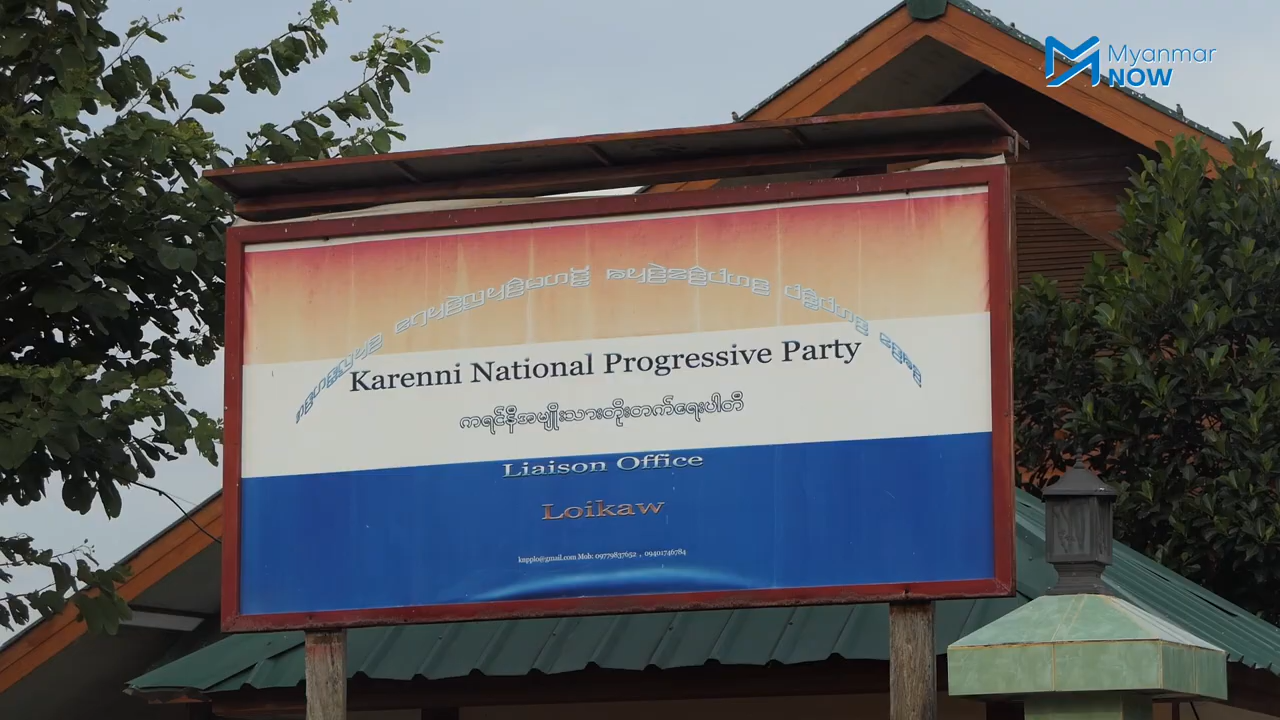 Myanmar
NOW
Karenni National Progressive Party
ကရင်နီအမျိုးသားတိုးတက်ရေးပါတီ
Liaison Office
Loikaw
knpplo@gmail.com Mob: 09779837652 , 09401746784